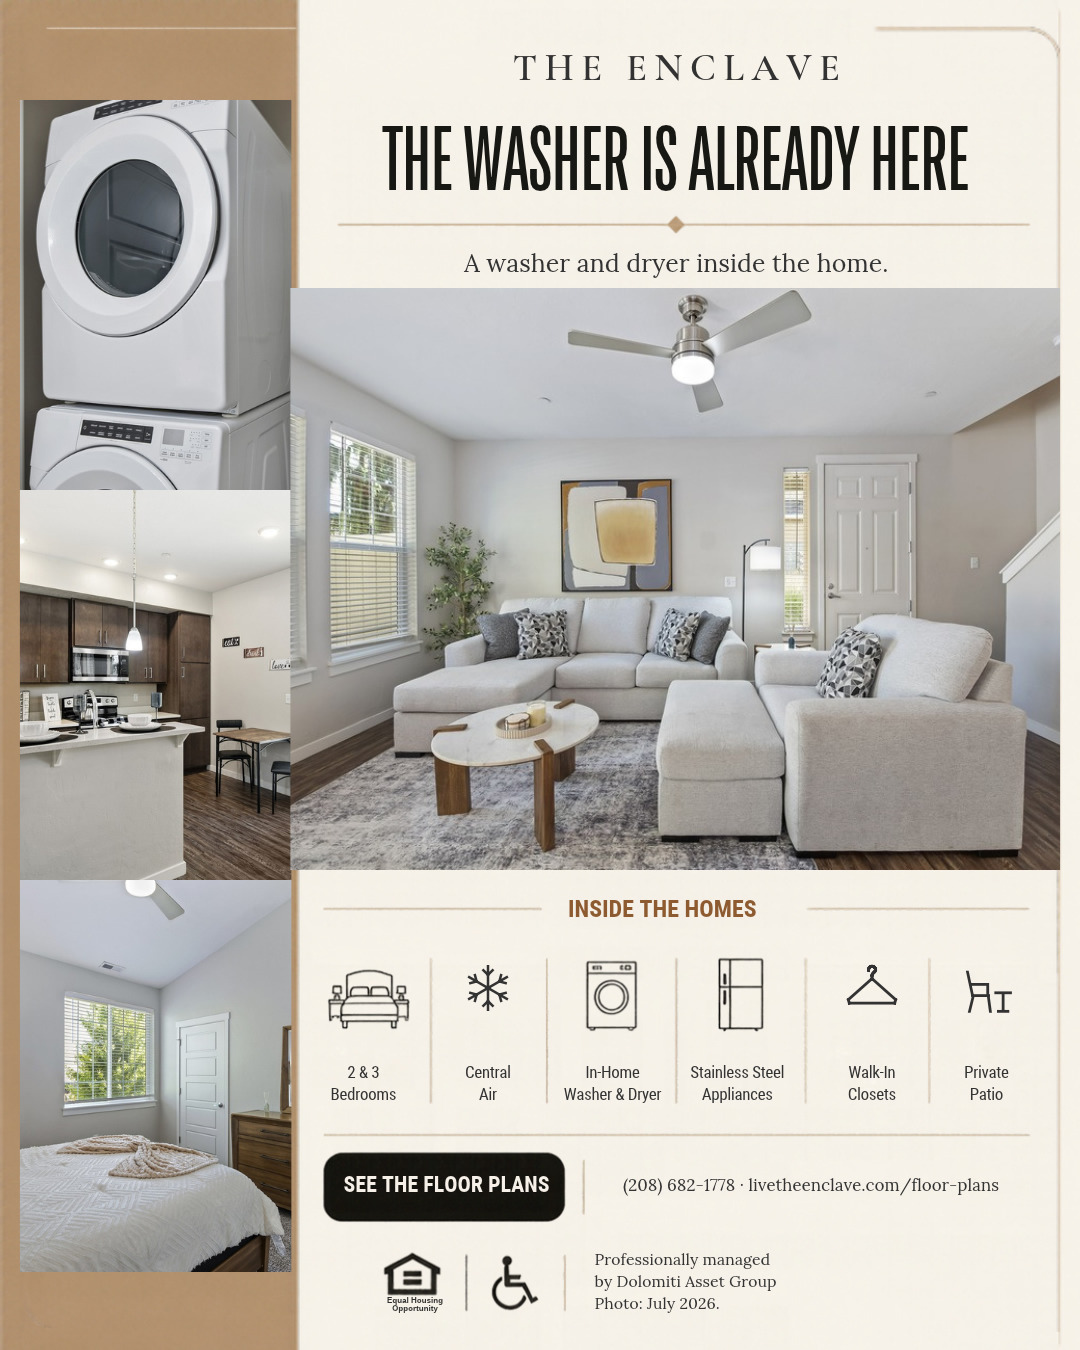 THE ENCLAVE
THE WASHER IS ALREADY HERE
A washer and dryer inside the home.
INSIDE THE HOMES
2 & 3
Bedrooms
Central
Air
In-Home
Washer & Dryer
Stainless Steel
Appliances
Walk-In
Closets
Private
Patio
SEE THE FLOOR PLANS
(208) 682-1778 · livetheenclave.com/floor-plans
Equal Housing
Opportunity
Professionally managed
by Dolomiti Asset Group
Photo: July 2026.